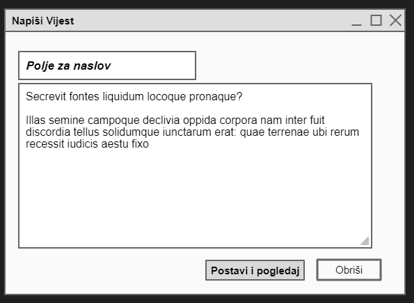 Napiši Vijest
Polje za naslov
Secrevit fontes liquidum locoque pronaque?
Illas semine campoque declivia oppida corpora nam inter fuit
discordia tellus solidumque iunctarum erat: quae terrenae ubi rerum
recessit iudicis aestu fixo
Postavi i pogledaj
Obriši